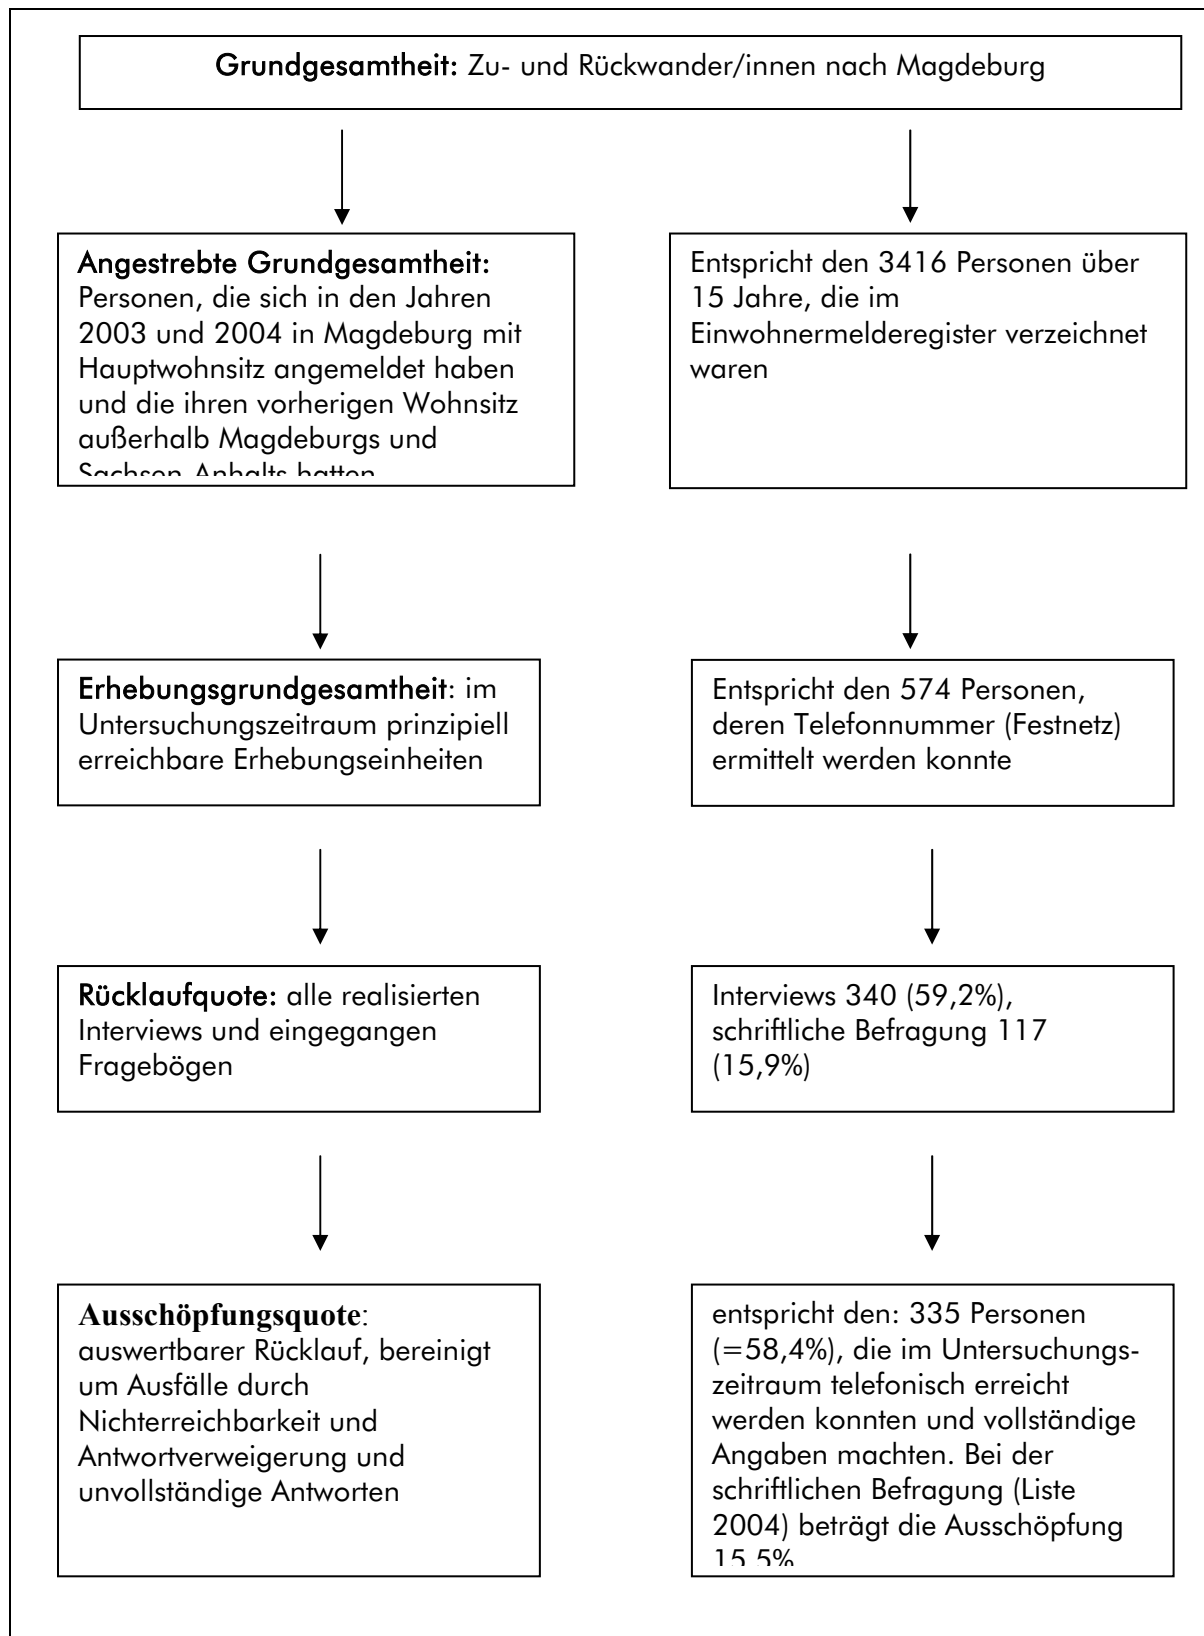 Grundgesamtheit: Zu- und Rückwander/innen nach Magdeburg
Angestrebte Grundgesamtheit:
Personen, die sich in den Jahren
2003 und 2004 in Magdeburg mit
Hauptwohnsitz angemeldet haben
und die ihren vorherigen Wohnsitz
außerhalb Magdeburgs und
Sachsen-Anhalts hatten
Entspricht den 3416 Personen über
15 Jahre, die im
Einwohnermelderegister verzeichnet
waren
Erhebungsgrundgesamtheit: im
Untersuchungszeitraum prinzipiell
erreichbare Erhebungseinheiten
Entspricht den 574 Personen,
deren Telefonnummer (Festnetz)
ermittelt werden konnte
Rücklaufquote: alle realisierten
Interviews und eingegangen
Fragebögen
Interviews 340 (59,2%),
schriftliche Befragung 117
(15,9%)
Ausschöpfungsquote:
auswertbarer Rücklauf, bereinigt
um Ausfälle durch
Nichterreichbarkeit und
Antwortverweigerung und
unvollständige Antworten
entspricht den: 335 Personen
(=58,4%), die im Untersuchungs-
zeitraum telefonisch erreicht
werden konnten und vollständige
Angaben machten. Bei der
schriftlichen Befragung (Liste
2004) beträgt die Ausschöpfung
15,5%